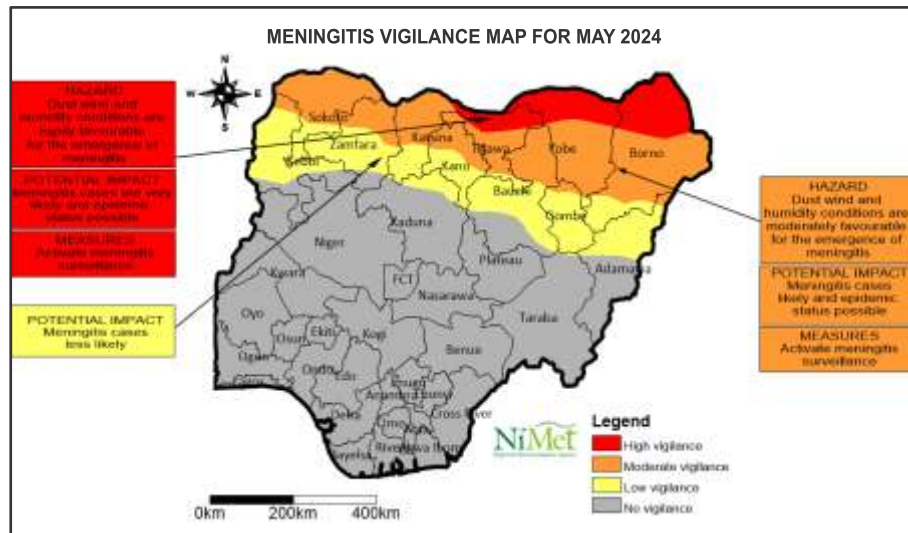 MENINGITIS VIGILANCE MAP FOR MAY 2024
N
W E
S
HAZARD
Dust wind and
humidity conditions are
highly favourable
for the emergence of
meningitis
POTENTIAL IMPACT
Meningitis cases are very
likely and epidemic
status possible
MEASURES
Activate meningitis
surveillance
POTENTIAL IMPACT
Meningitis cases
less likely
HAZARD
Dust wind and
humidity conditions are
moderately favourable
for the emergence of
meningitis
POTENTIAL IMPACT
Meningitis cases
likely and epidemic
status possible
MEASURES
Activate meningitis
surveillance
Sokoto
Katsina
Zamfara
Jigawa
Yobe
Borno
Kebbi
Kano
Bauchi
Gombe
Kaduna
Niger
Plateau
Adamawa
Kwara
FCT
Nasarawa
Taraba
Oyo
Ekiti
Kogi
Osun
Benue
Ogun
Ondo
Edo
Enugu
Anambra
Cross River
Delta
Imo
Bayelsa
Rivers
Akwa Ibom
NiMet
Legend
High vigilance
Moderate vigilance
Low vigilance
No vigilance
0km 200km 400km